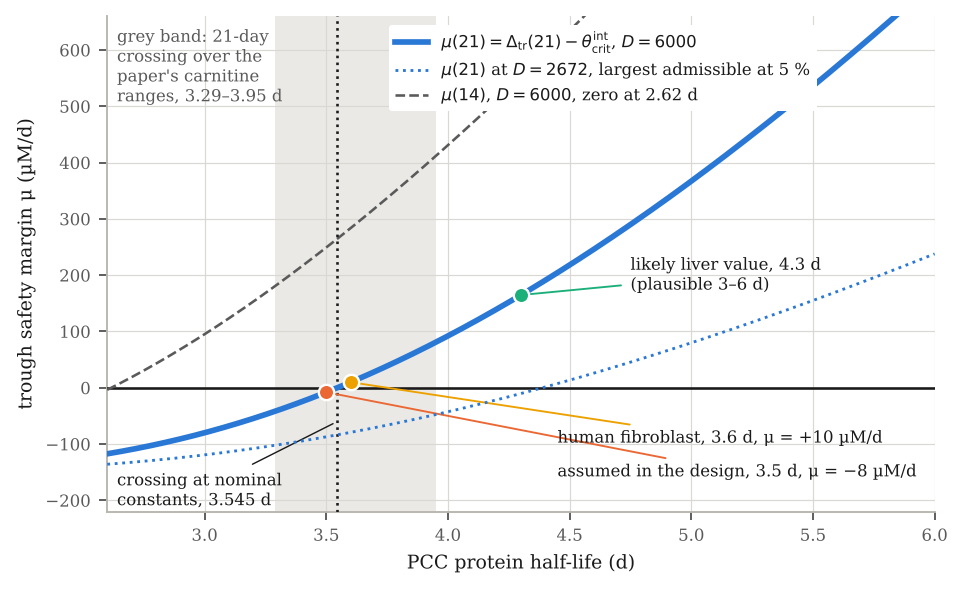 grey band: 21-day
crossing over the
paper's carnitine
ranges, 3.29–3.95 d
μ(21) = Δtr(21) − θ^int_crit, D = 6000
μ(21) at D = 2672, largest admissible at 5 %
μ(14), D = 6000, zero at 2.62 d
trough safety margin μ (μM/d)
600
500
400
300
200
100
0
−100
−200
likely liver value, 4.3 d
(plausible 3–6 d)
human fibroblast, 3.6 d, μ = +10 μM/d
assumed in the design, 3.5 d, μ = −8 μM/d
crossing at nominal
constants, 3.545 d
3.0
3.5
4.0
4.5
5.0
5.5
6.0
PCC protein half-life (d)